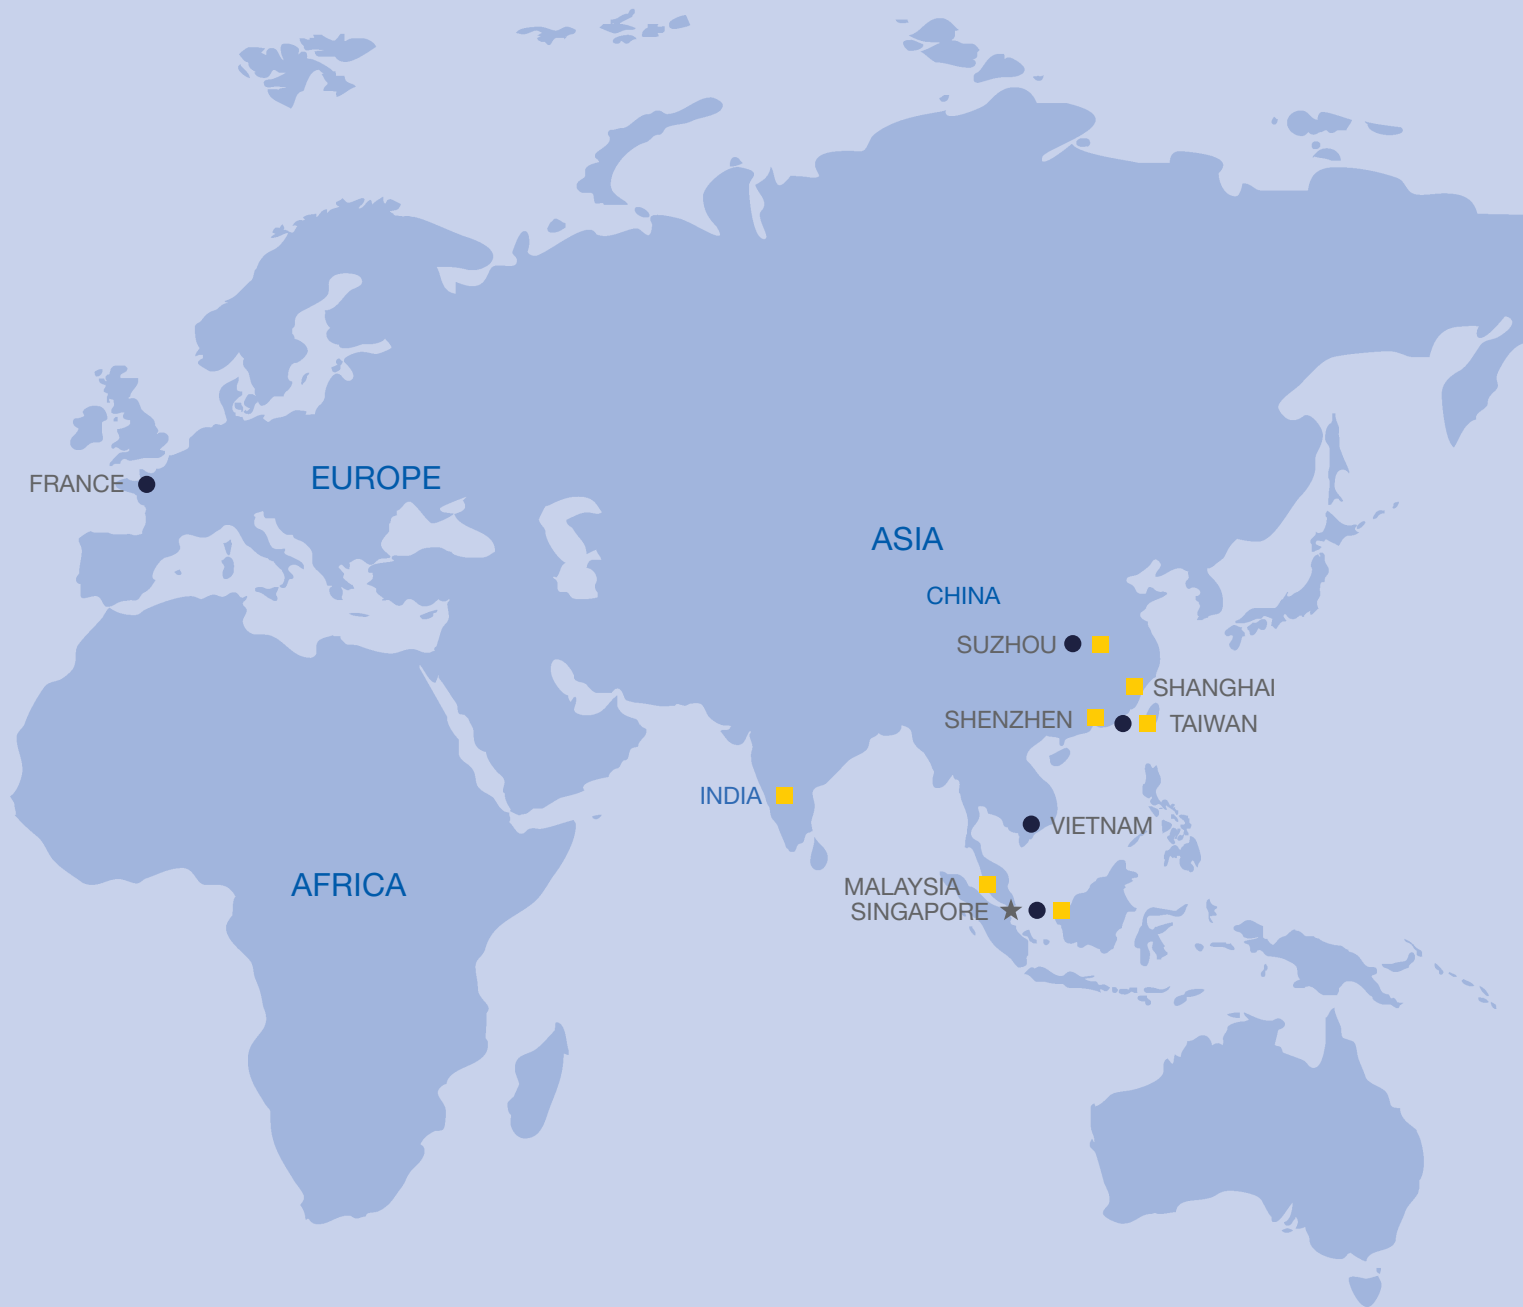 FRANCE
EUROPE
ASIA
CHINA
SUZHOU
SHANGHAI
SHENZHEN
TAIWAN
INDIA
VIETNAM
AFRICA
MALAYSIA
SINGAPORE